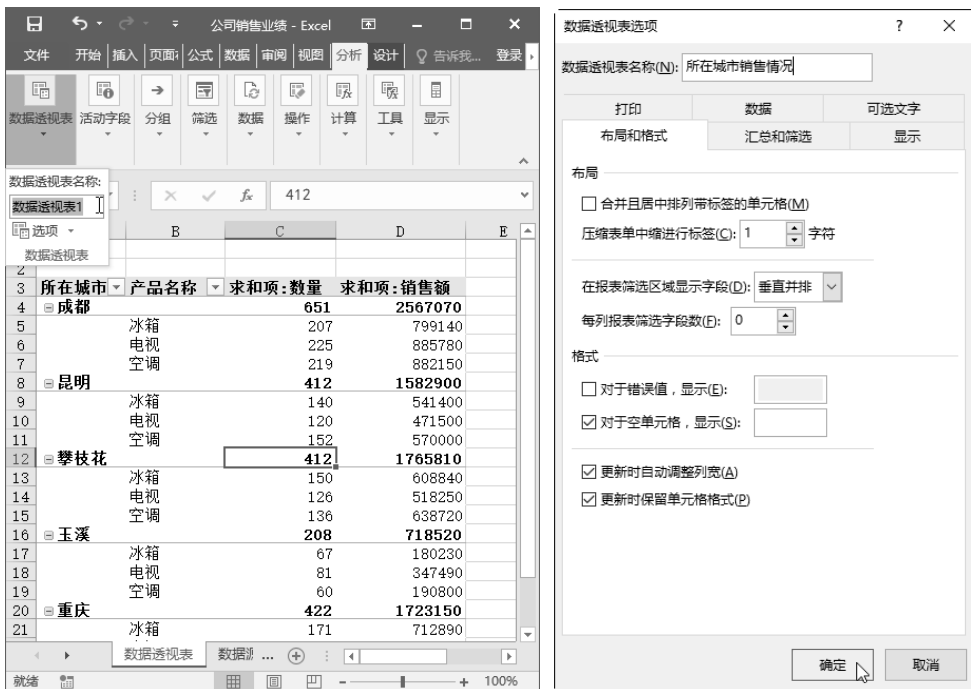 公司销售业绩 - Excel
文件 开始 插入 页面 公式 数据 审阅 视图 分析 设计 告诉我... 登录
数据透视表 活动字段 分组 筛选 数据 操作 计算 工具 显示
数据透视表名称:
数据透视表1
选项
数据透视表
fx 412
B C D E
2
3 所在城市 产品名称 求和项:数量 求和项:销售额
4 成都 651 2567070
5 冰箱 207 799140
6 电视 225 885780
7 空调 219 882150
8 昆明 412 1582900
9 冰箱 140 541400
10 电视 120 471500
11 空调 152 570000
12 攀枝花 412 1765810
13 冰箱 150 608840
14 电视 126 518250
15 空调 136 638720
16 玉溪 208 718520
17 冰箱 67 180230
18 电视 81 347490
19 空调 60 190800
20 重庆 422 1723150
21 冰箱 171 712890
数据透视表 数据源 ...
就绪 100%
数据透视表选项 ? ×
数据透视表名称(N): 所在城市销售情况
打印 数据 可选文字
布局和格式 汇总和筛选 显示
布局
合并且居中排列带标签的单元格(M)
压缩表单中缩进行标签(C): 1 字符
在报表筛选区域显示字段(D): 垂直并排
每列报表筛选字段数(F): 0
格式
对于错误值，显示(E):
对于空单元格，显示(S):
更新时自动调整列宽(A)
更新时保留单元格格式(P)
确定 取消